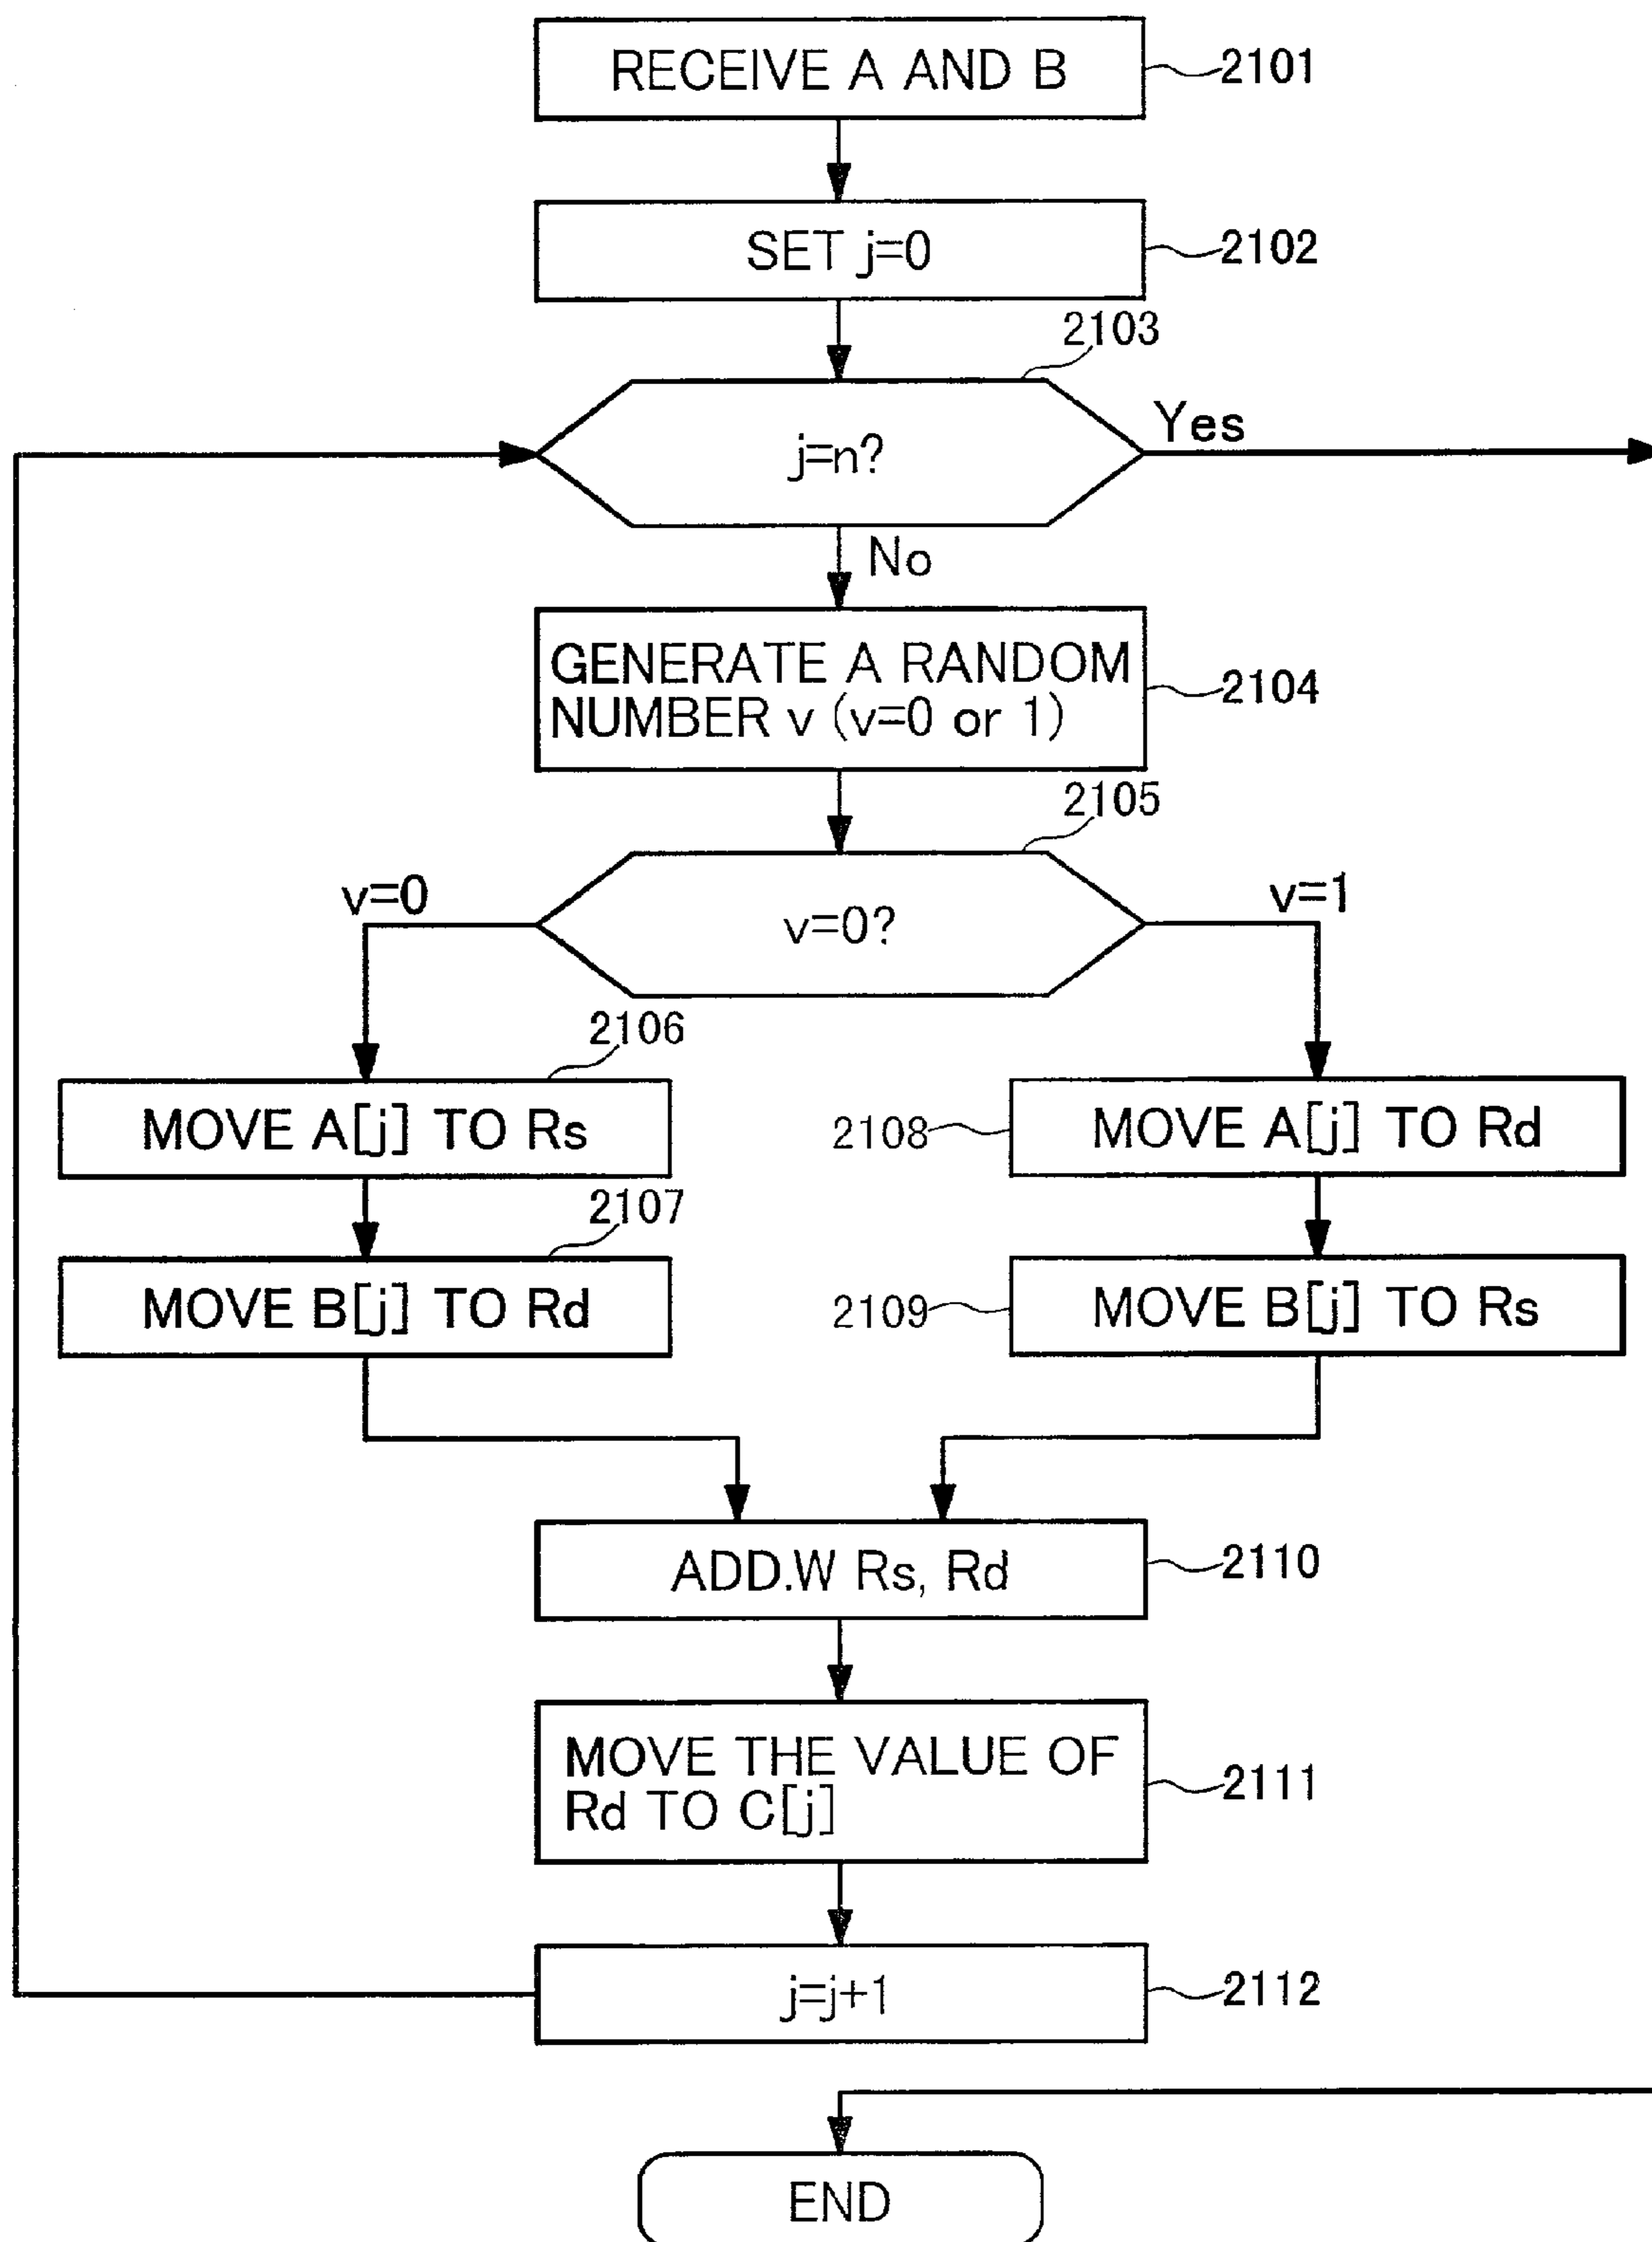 RECEIVE A AND B
2101
SET j=0
2102
2103
j=n?
Yes
No
GENERATE A RANDOM
NUMBER v (v=0 or 1)
2104
2105
v=0
v=0?
v=1
2106
MOVE A[j] TO Rs
2108
MOVE A[j] TO Rd
2107
MOVE B[j] TO Rd
2109
MOVE B[j] TO Rs
ADD.W Rs, Rd
2110
MOVE THE VALUE OF
Rd TO C[j]
2111
j=j+1
2112
END